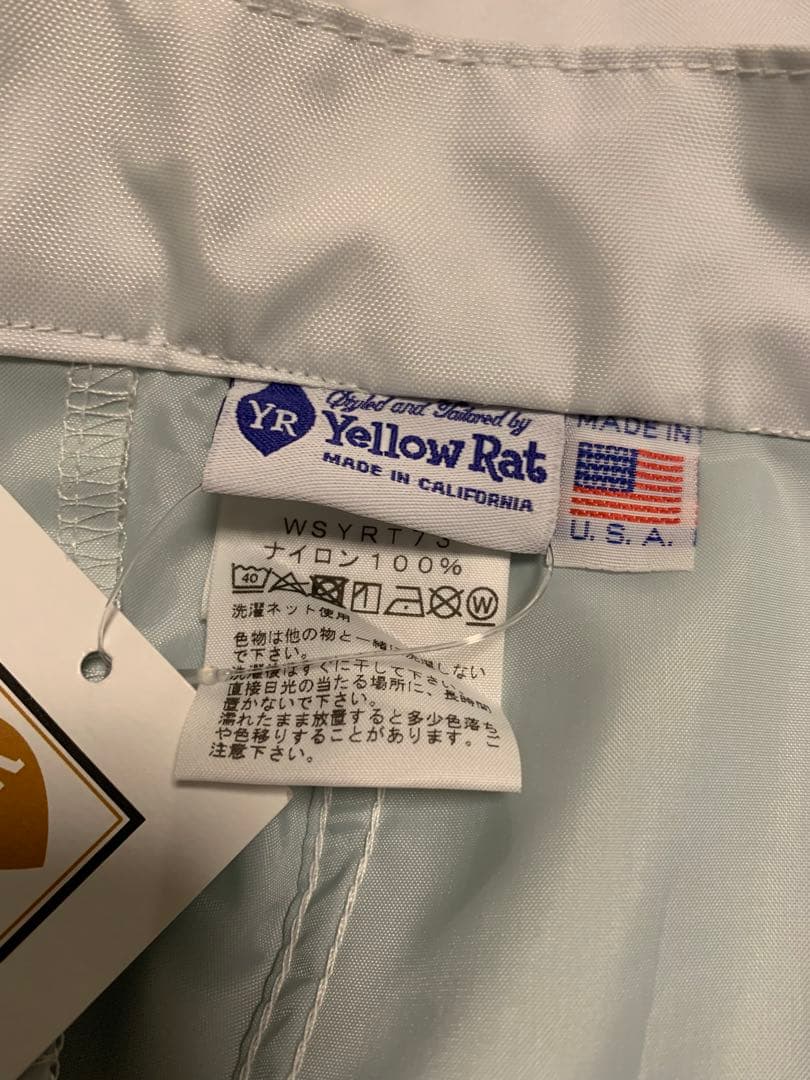 YR
Styled and Tailored by
Yellow Rat
MADE IN CALIFORNIA
MADE IN
U. S. A.
WSYRT73
ナイロン100%
40
W
洗濯ネット使用
色物は他の物と一緒に洗濯しない
で下さい。
洗濯後はすぐに干して下さい。
直接日光の当たる場所に、長時間
置かないで下さい。
濡れたまま放置すると多少色落ち
や色移りすることがあります。ご
注意下さい。